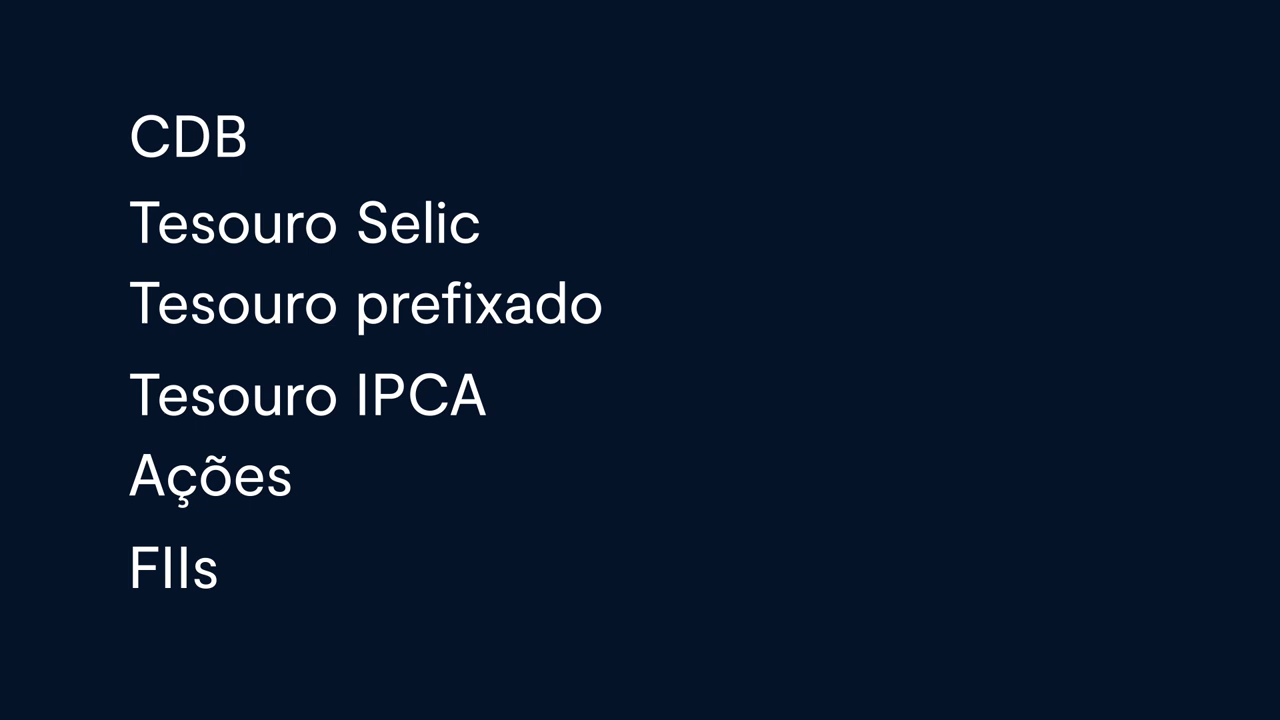 CDB
Tesouro Selic
Tesouro prefixado
Tesouro IPCA
Ações
FIIs